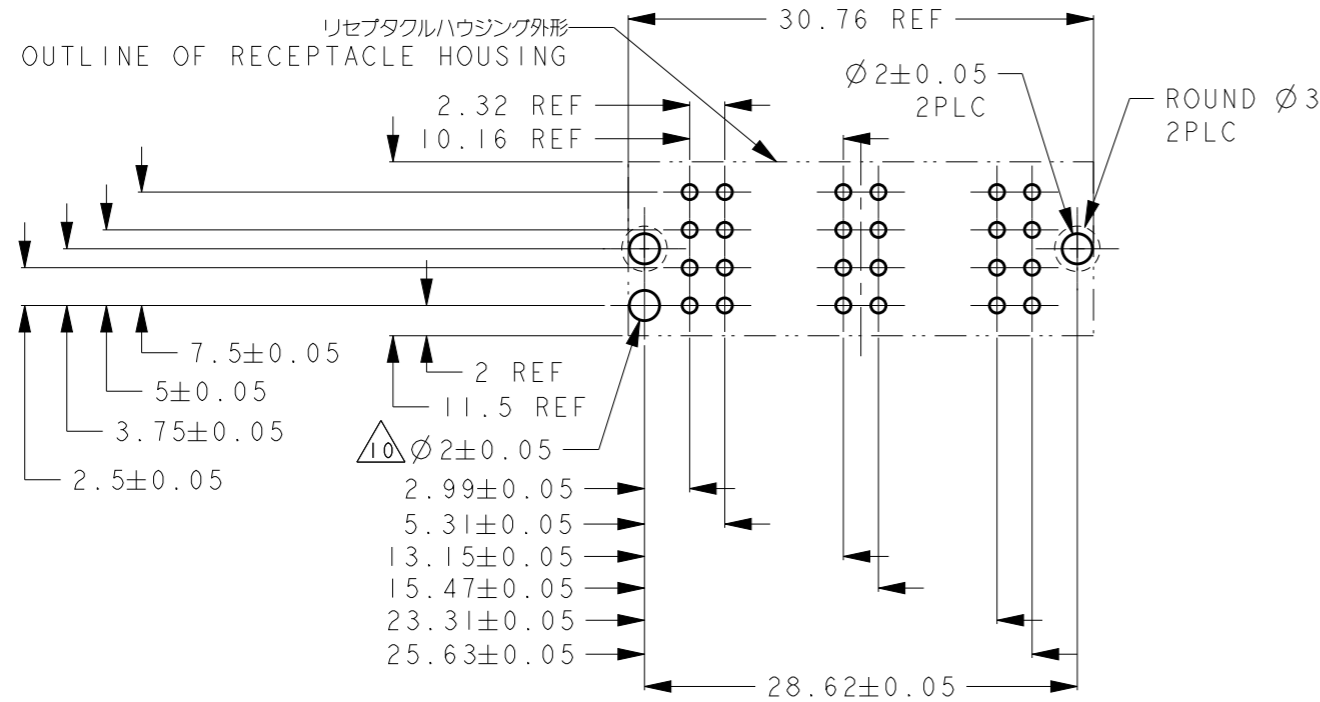 リセプタクルハウジング外形
OUTLINE OF RECEPTACLE HOUSING
30.76 REF
∅2±0.05
2PLC
ROUND ∅3
2PLC
2.32 REF
10.16 REF
7.5±0.05
5±0.05
3.75±0.05
2.5±0.05
2 REF
11.5 REF
10 ∅2±0.05
2.99±0.05
5.31±0.05
13.15±0.05
15.47±0.05
23.31±0.05
25.63±0.05
28.62±0.05